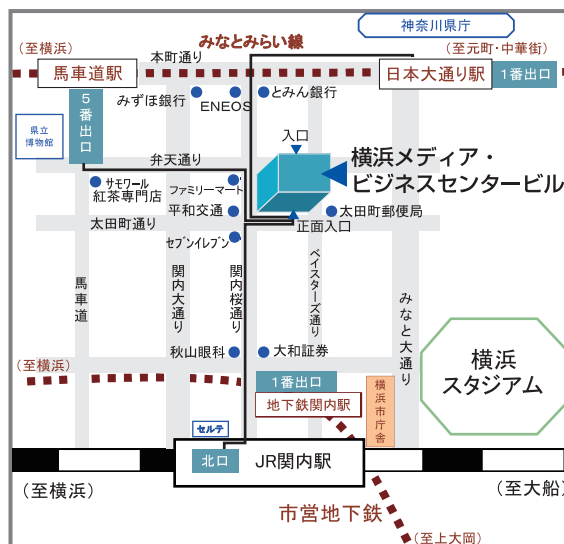 神奈川県庁
(至横浜)
みなとみらい線
本町通り
(至元町・中華街)
馬車道駅
日本大通り駅
1番出口
5番出口
みずほ銀行
ENEOS
とみん銀行
県立
博物館
入口
弁天通り
横浜メディア・
ビジネスセンタービル
サモワール
紅茶専門店
ファミリーマート
平和交通
太田町郵便局
太田町通り
正面入口
セブンイレブン
馬車道
関内大通り
関内桜通り
ベイスターズ通り
みなと大通り
秋山眼科
大和証券
(至横浜)
1番出口
地下鉄関内駅
横浜市庁舎
横浜
スタジアム
セルテ
北口
JR関内駅
(至横浜)
(至大船)
市営地下鉄
(至上大岡)